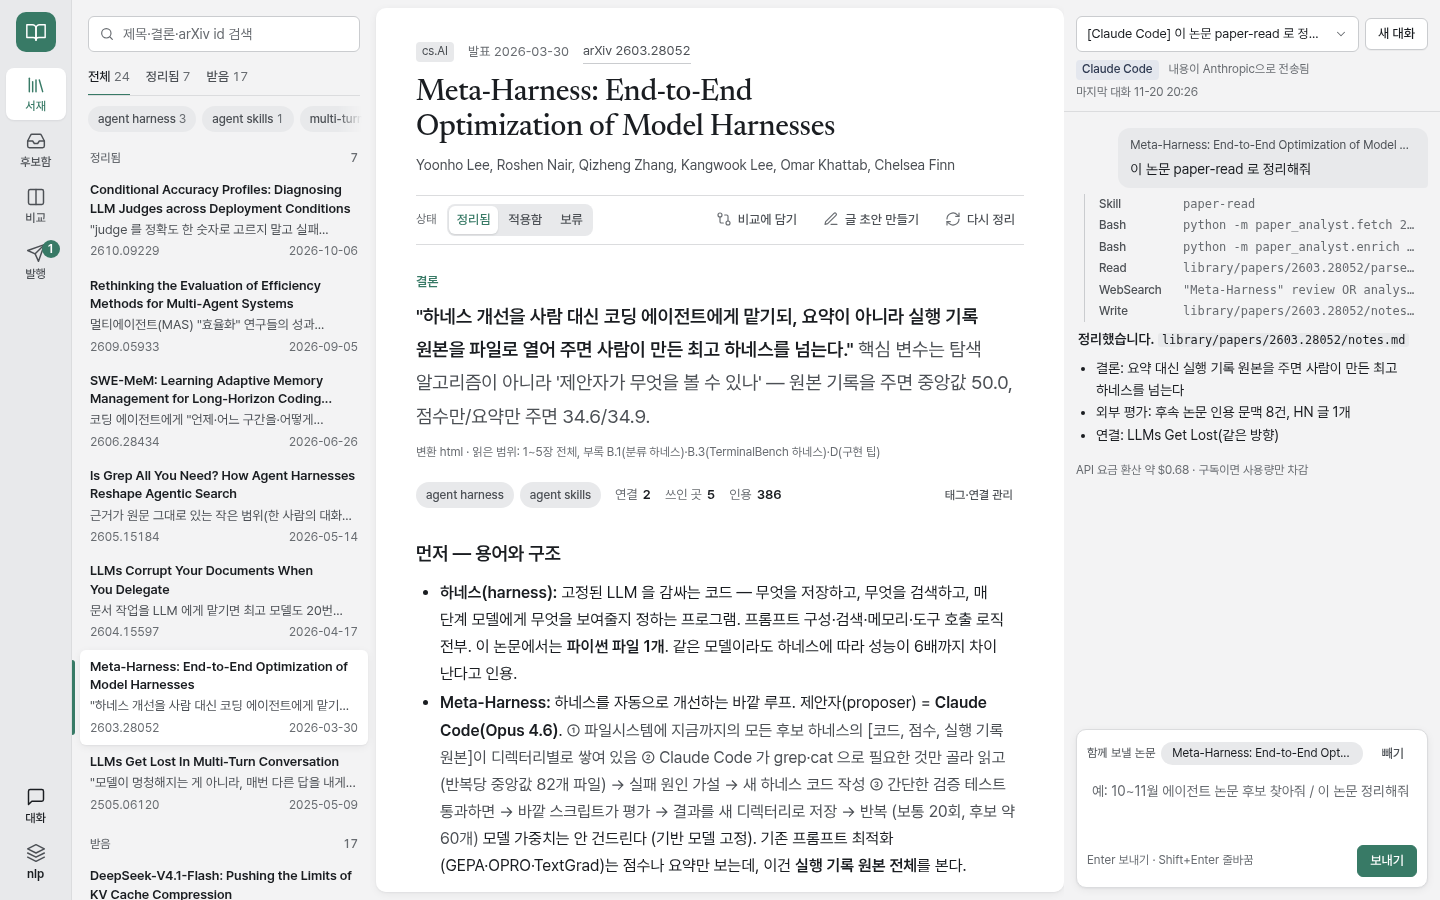 서재
후보함
비교
1
발행
대화
nlp
제목·결론·arXiv id 검색
전체 24 정리됨 7 받음 17
agent harness 3 agent skills 1 multi-turn
정리됨 7
Conditional Accuracy Profiles: Diagnosing
LLM Judges across Deployment Conditions
"judge 를 정확도 한 숫자로 고르지 말고 실패…
2610.09229 2026-10-06
Rethinking the Evaluation of Efficiency
Methods for Multi-Agent Systems
멀티에이전트(MAS) "효율화" 연구들의 성과…
2609.05933 2026-09-05
SWE-MeM: Learning Adaptive Memory
Management for Long-Horizon Coding…
코딩 에이전트에게 "언제·어느 구간을·어떻게…
2606.28434 2026-06-26
Is Grep All You Need? How Agent Harnesses
Reshape Agentic Search
근거가 원문 그대로 있는 작은 범위(한 사람의 대화…
2605.15184 2026-05-14
LLMs Corrupt Your Documents When
You Delegate
문서 작업을 LLM 에게 맡기면 최고 모델도 20번…
2604.15597 2026-04-17
Meta-Harness: End-to-End Optimization of
Model Harnesses
"하네스 개선을 사람 대신 코딩 에이전트에게 맡기…
2603.28052 2026-03-30
LLMs Get Lost In Multi-Turn Conversation
"모델이 멍청해지는 게 아니라, 매번 다른 답을 내게…
2505.06120 2025-05-09
받음 17
DeepSeek-V4.1-Flash: Pushing the Limits of
KV Cache Compression
cs.AI 발표 2026-03-30 arXiv 2603.28052
Meta-Harness: End-to-End
Optimization of Model Harnesses
Yoonho Lee, Roshen Nair, Qizheng Zhang, Kangwook Lee, Omar Khattab, Chelsea Finn
상태 정리됨 적용함 보류 비교에 담기 글 초안 만들기 다시 정리
결론
"하네스 개선을 사람 대신 코딩 에이전트에게 맡기되, 요약이 아니라 실행 기록
원본을 파일로 열어 주면 사람이 만든 최고 하네스를 넘는다." 핵심 변수는 탐색
알고리즘이 아니라 '제안자가 무엇을 볼 수 있나' — 원본 기록을 주면 중앙값 50.0,
점수만/요약만 주면 34.6/34.9.
변환 html · 읽은 범위: 1–5장 전체, 부록 B.1(분류 하네스)·B.3(TerminalBench 하네스)·D(구현 팁)
agent harness agent skills 연결 2 쓰인 곳 5 인용 386 태그·연결 관리
먼저 — 용어와 구조
• 하네스(harness): 고정된 LLM 을 감싸는 코드 — 무엇을 저장하고, 무엇을 검색하고, 매
단계 모델에게 무엇을 보여줄지 정하는 프로그램. 프롬프트 구성·검색·메모리·도구 호출 로직
전부. 이 논문에서는 파이썬 파일 1개. 같은 모델이라도 하네스에 따라 성능이 6배까지 차이
난다고 인용.
• Meta-Harness: 하네스를 자동으로 개선하는 바깥 루프. 제안자(proposer) = Claude
Code(Opus 4.6). ① 파일시스템에 지금까지의 모든 후보 하네스의 [코드, 점수, 실행 기록
원본]이 디렉터리별로 쌓여 있음 ② Claude Code 가 grep·cat 으로 필요한 것만 골라 읽고
(반복당 중앙값 82개 파일) → 실패 원인 가설 → 새 하네스 코드 작성 ③ 간단한 검증 테스트
통과하면 → 바깥 스크립트가 평가 → 결과를 새 디렉터리로 저장 → 반복 (보통 20회, 후보 약
60개) 모델 가중치는 안 건드린다 (기반 모델 고정). 기존 프롬프트 최적화
(GEPA·OPRO·TextGrad)는 점수나 요약만 보는데, 이건 실행 기록 원본 전체를 본다.
[Claude Code] 이 논문 paper-read 로 정… 새 대화
Claude Code 내용이 Anthropic으로 전송됨
마지막 대화 11-20 20:26
Meta-Harness: End-to-End Optimization of Model …
이 논문 paper-read 로 정리해줘
Skill paper-read
Bash python -m paper_analyst.fetch 2…
Bash python -m paper_analyst.enrich …
Read library/papers/2603.28052/parse…
WebSearch "Meta-Harness" review OR analys…
Write library/papers/2603.28052/notes…
정리했습니다. library/papers/2603.28052/notes.md
• 결론: 요약 대신 실행 기록 원본을 주면 사람이 만든 최고
하네스를 넘는다
• 외부 평가: 후속 논문 인용 문맥 8건, HN 글 1개
• 연결: LLMs Get Lost(같은 방향)
API 요금 환산 약 $0.68 · 구독이면 사용량만 차감
함께 보낼 논문 Meta-Harness: End-to-End Opt… 빼기
예: 10~11월 에이전트 논문 후보 찾아줘 / 이 논문 정리해줘
Enter 보내기 · Shift+Enter 줄바꿈 보내기